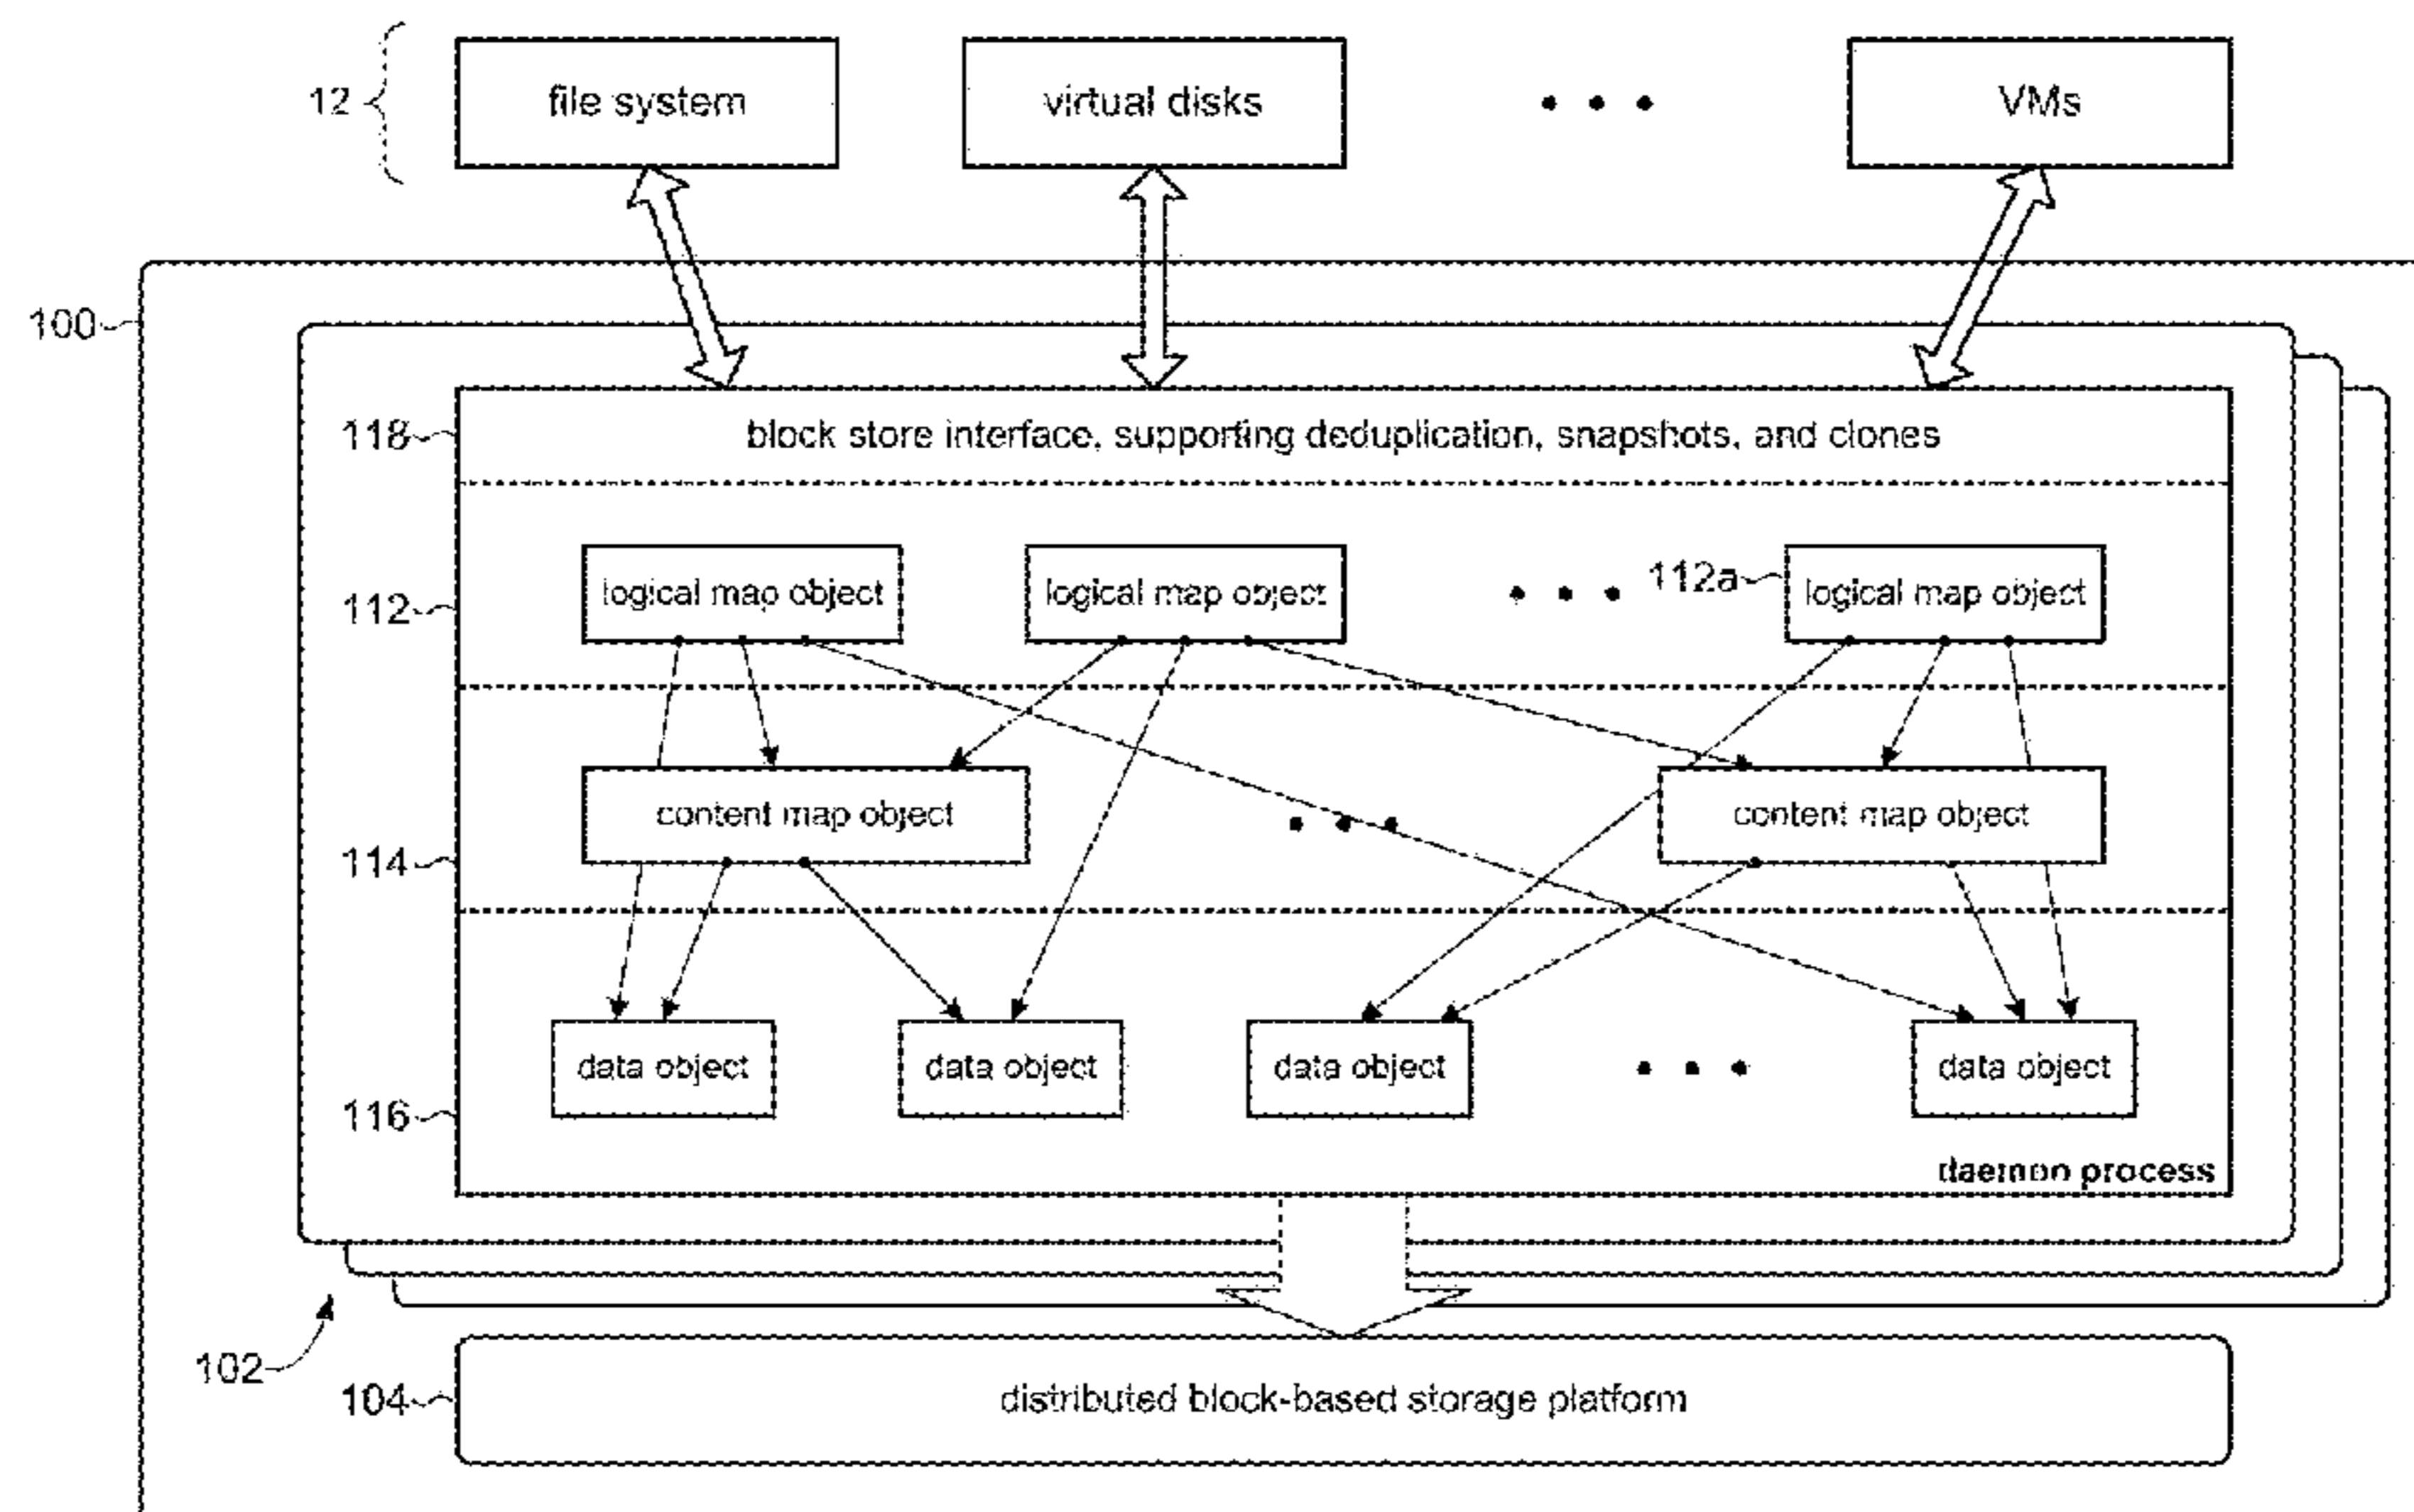 12
file system
virtual disks
• • •
VMs
100
118
block store interface, supporting deduplication, snapshots, and clones
112
logical map object
logical map object
• • •
112a
logical map object
114
content map object
• • •
content map object
116
data object
data object
data object
• • •
data object
daemon process
102
104
distributed block-based storage platform